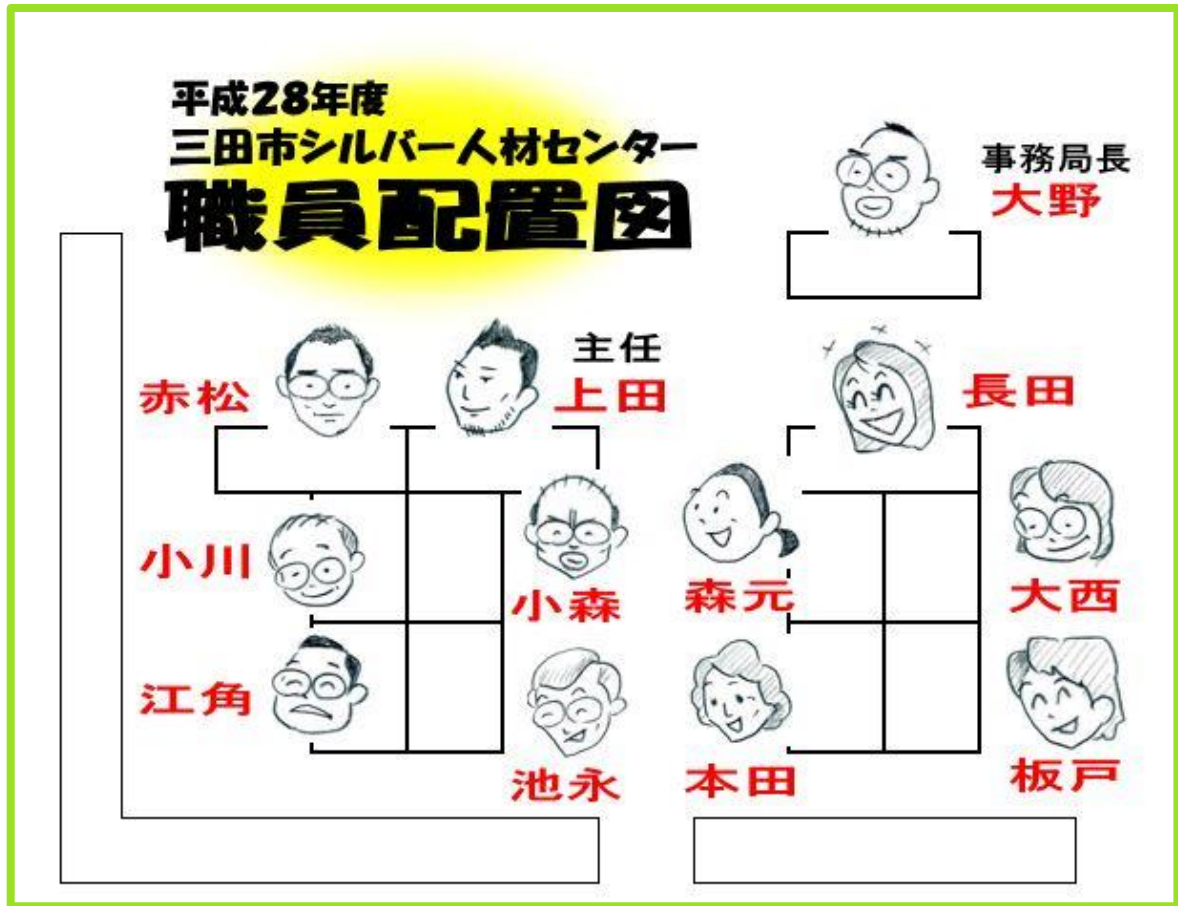 平成28年度
三田市シルバー人材センター
職員配置図
事務局長
大野
赤松
主任
上田
長田
小川
小森
森元
大西
江角
池永
本田
板戸